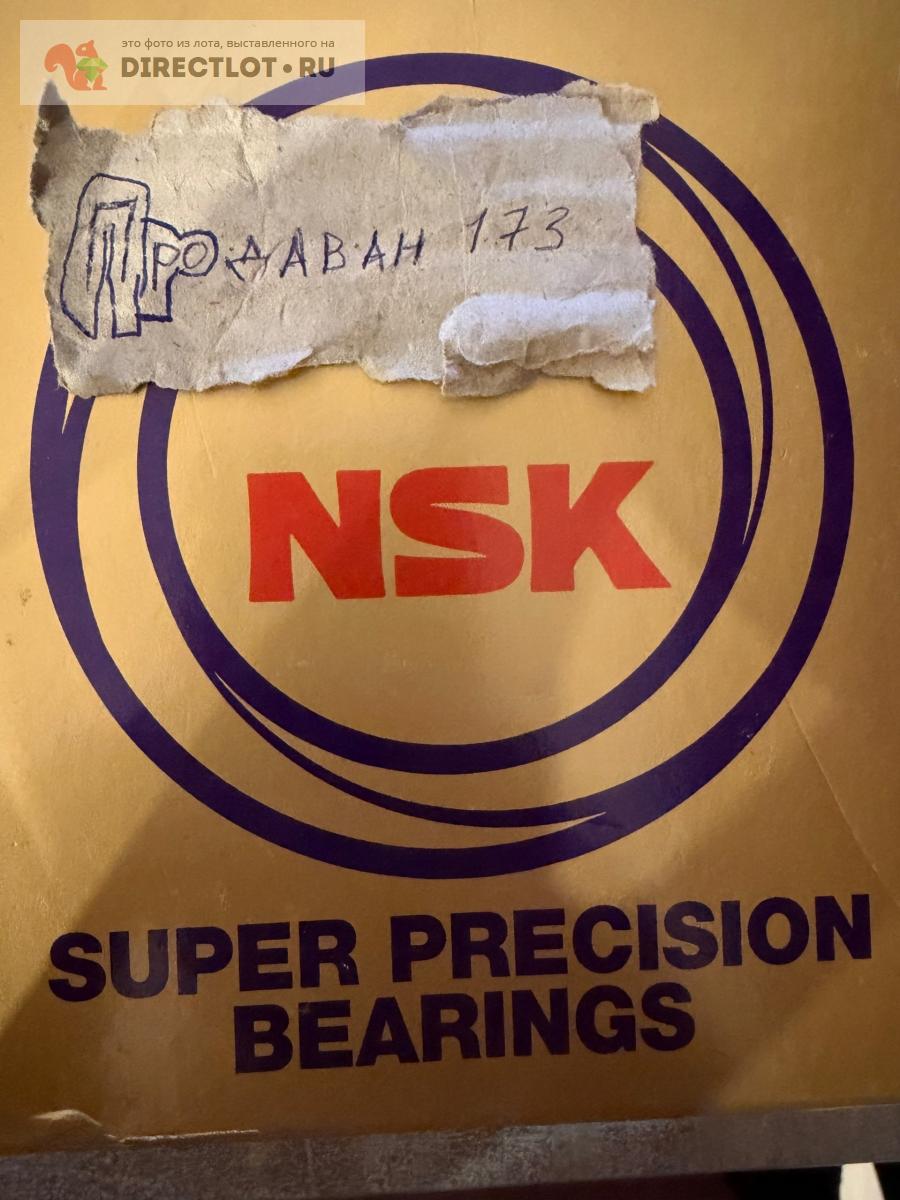 это фото из лота, выставленного на
DIRECTLOT.RU
ПРОДАВАН 173
NSK
SUPER PRECISION
BEARINGS